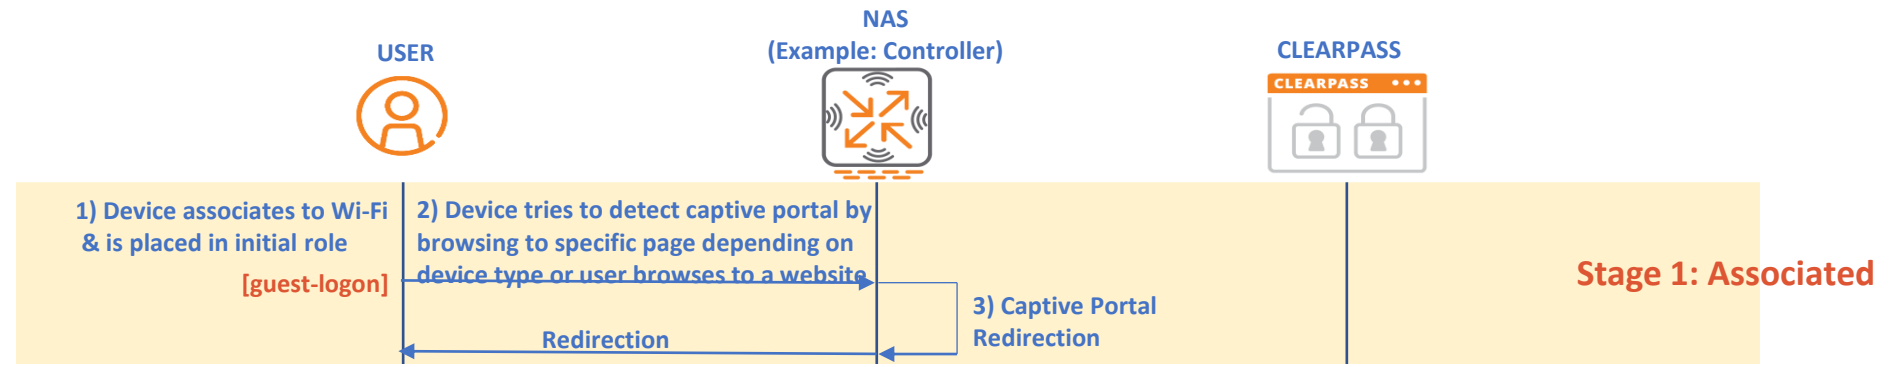 NAS
(Example: Controller)
USER
CLEARPASS
CLEARPASS
1) Device associates to Wi-Fi
& is placed in initial role
[guest-logon]
2) Device tries to detect captive portal by
browsing to specific page depending on
device type or user browses to a website
3) Captive Portal
Redirection
Redirection
Stage 1: Associated